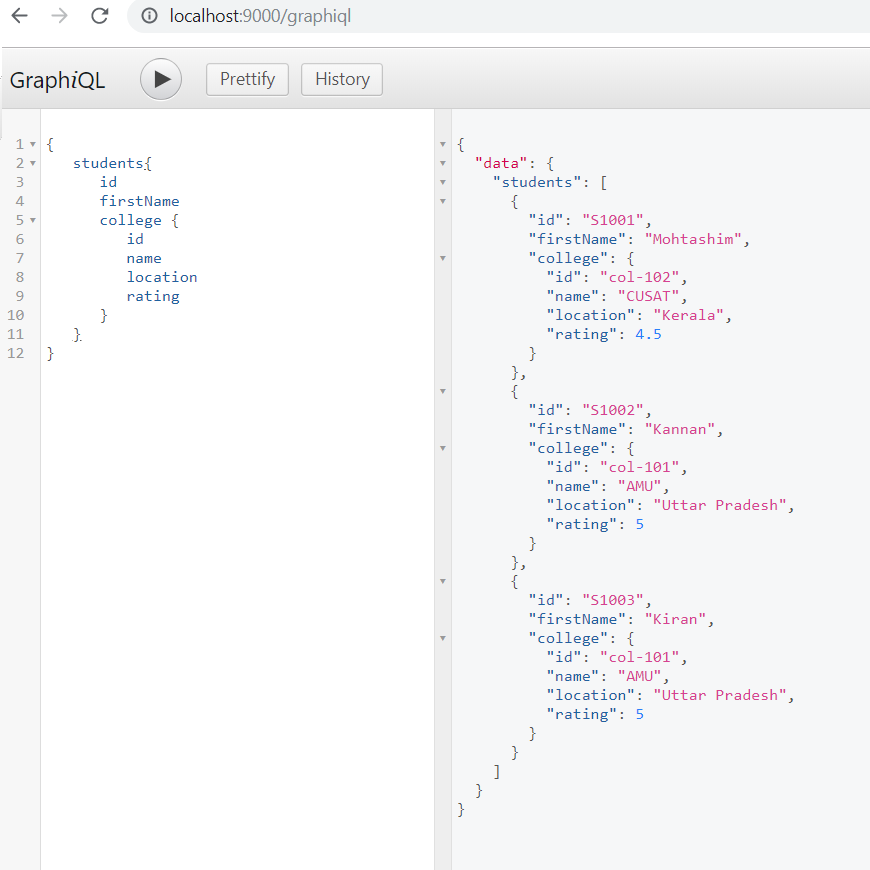 localhost:9000/graphiql
GraphiQL Prettify History
1 {
2 students{
3 id
4 firstName
5 college {
6 id
7 name
8 location
9 rating
10 }
11 }
12 }
{
"data": {
"students": [
{
"id": "S1001",
"firstName": "Mohtashim",
"college": {
"id": "col-102",
"name": "CUSAT",
"location": "Kerala",
"rating": 4.5
}
},
{
"id": "S1002",
"firstName": "Kannan",
"college": {
"id": "col-101",
"name": "AMU",
"location": "Uttar Pradesh",
"rating": 5
}
},
{
"id": "S1003",
"firstName": "Kiran",
"college": {
"id": "col-101",
"name": "AMU",
"location": "Uttar Pradesh",
"rating": 5
}
}
]
}
}